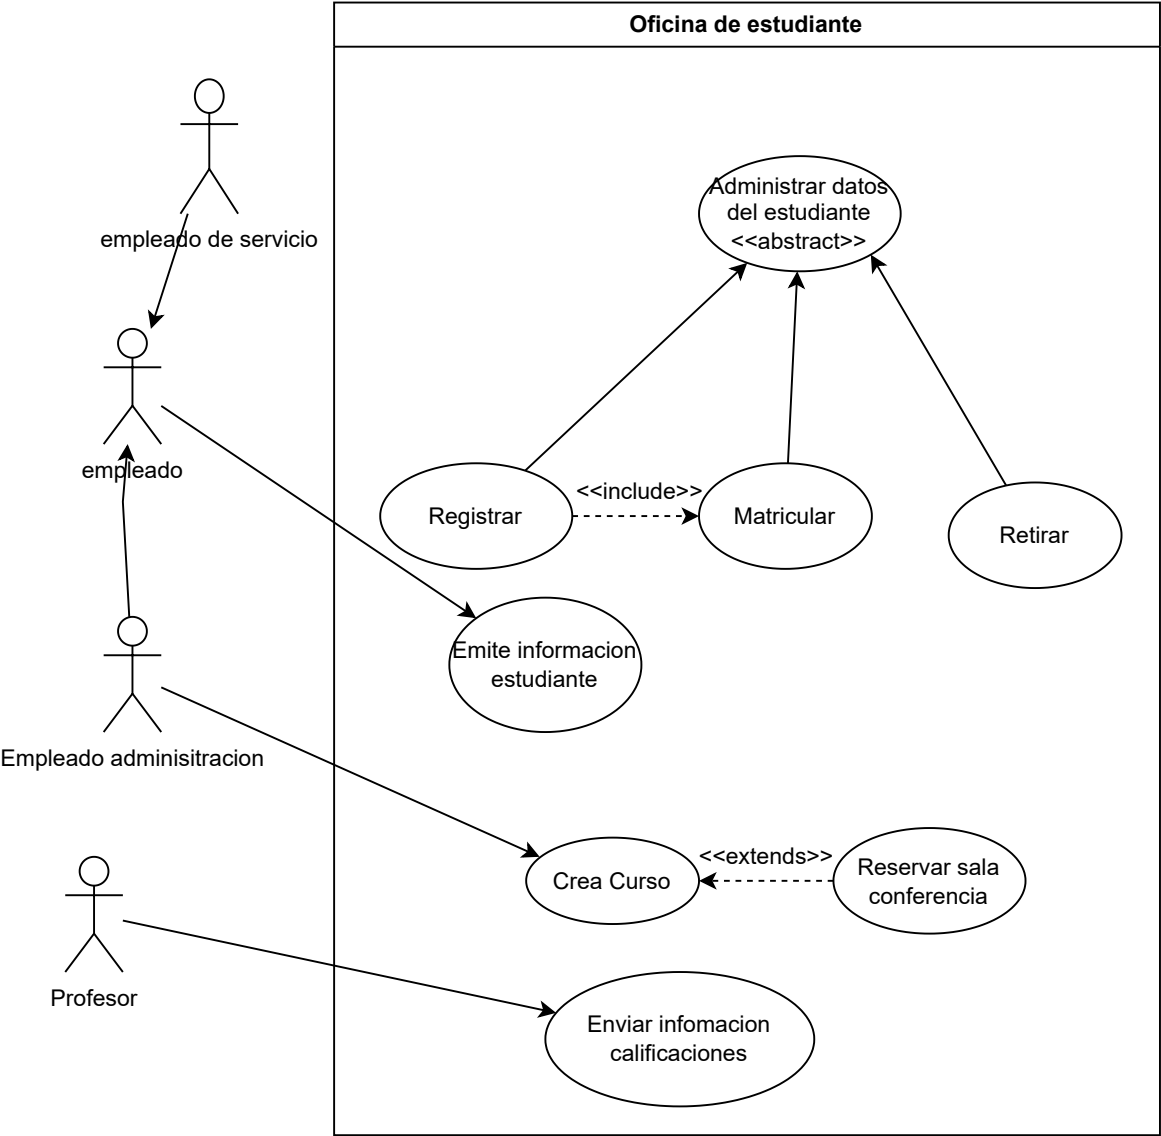 Oficina de estudiante
empleado de servicio
Administrar datos
del estudiante
<<abstract>>
empleado
<<include>>
Registrar
Matricular
Retirar
Emite informacion
estudiante
Empleado adminisitracion
<<extends>>
Crea Curso
Reservar sala
conferencia
Profesor
Enviar infomacion
calificaciones